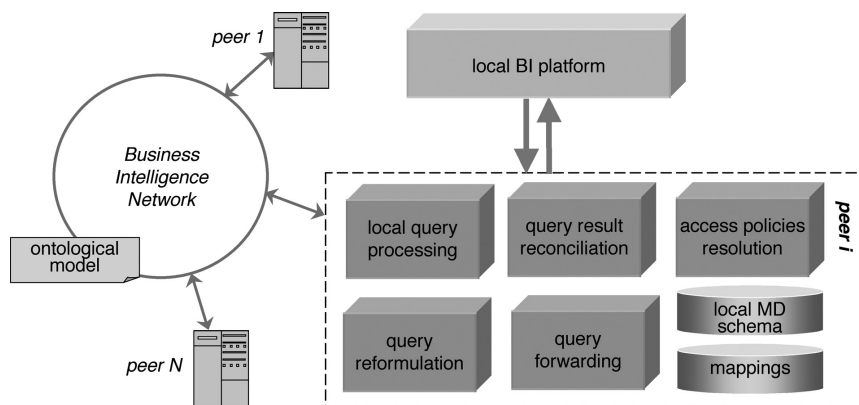 peer 1
local BI platform
Business
Intelligence
Network
ontological
model
peer N
local query
processing
query result
reconciliation
access policies
resolution
peer i
query
reformulation
query
forwarding
local MD
schema
mappings